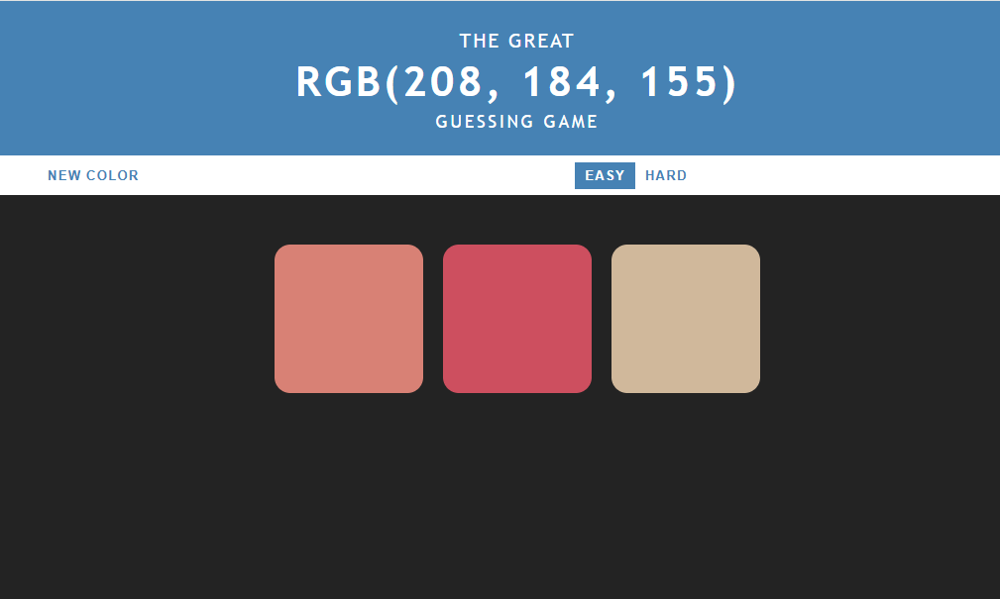 THE GREAT
RGB(208, 184, 155)
GUESSING GAME
NEW COLOR EASY HARD